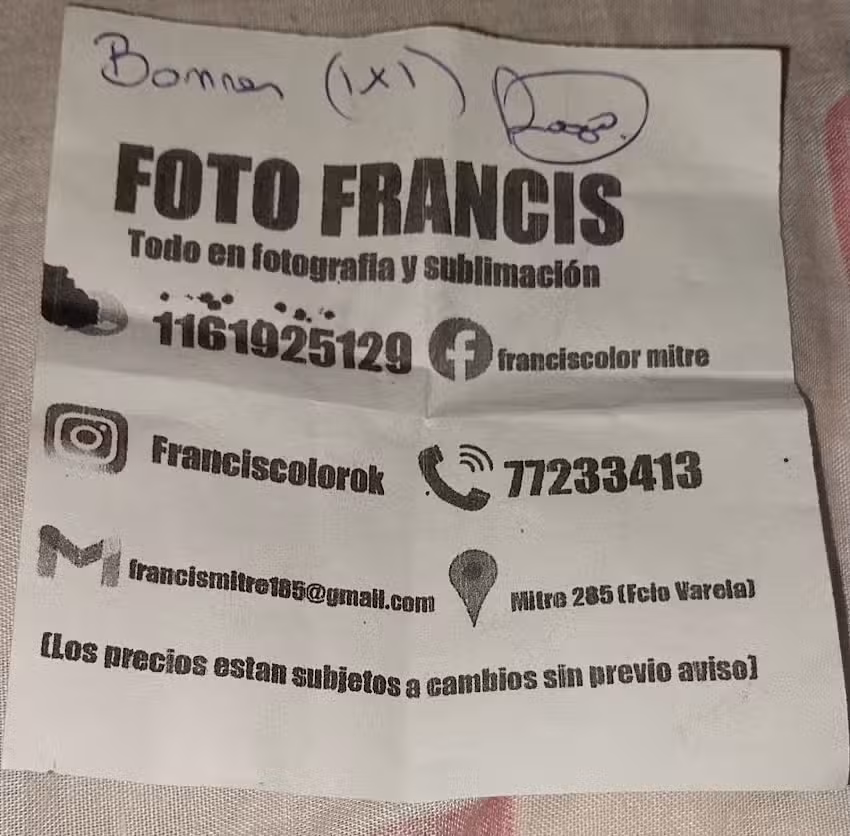 Banner (1x1)
FOTO FRANCIS
Todo en fotografia y sublimación
1161925129
franciscolor mitre
Franciscolorok
77233413
francismitre185@gmail.com
Mitre 285 (Fcio Varela)
(Los precios estan subjetos a cambios sin previo aviso)